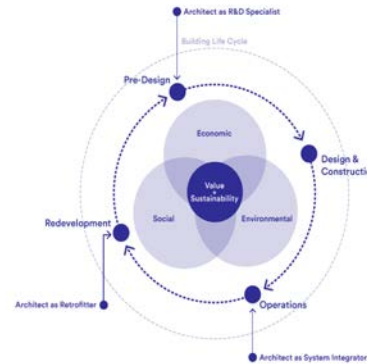 Architect as R&D Specialist
Building Life Cycle
Pre-Design
Economic
Design &
Constructi
Value
+
Sustainability
Social
Environmental
Redevelopment
Operations
Architect as Retrofitter
Architect as System Integrator